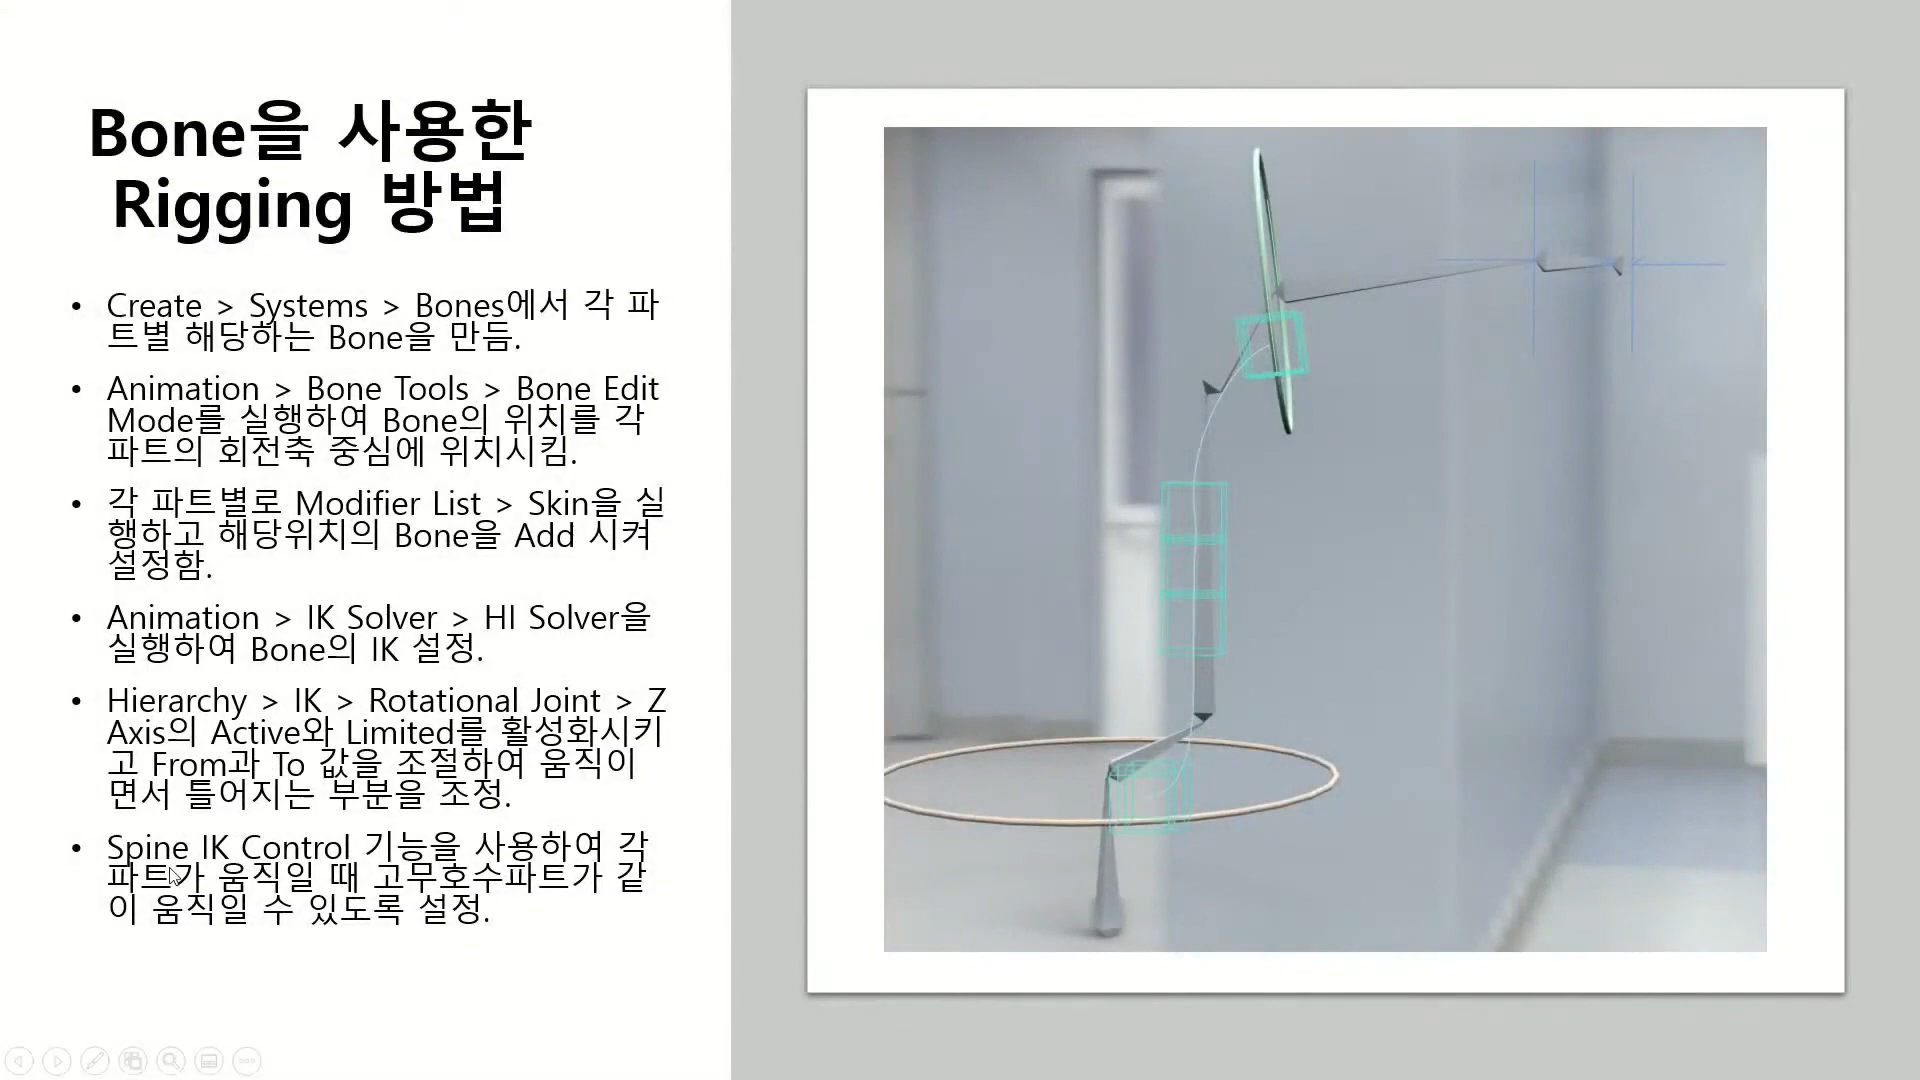 Bone을 사용한
Rigging 방법
• Create > Systems > Bones에서 각 파
트별 해당하는 Bone을 만듬.
• Animation > Bone Tools > Bone Edit
Mode를 실행하여 Bone의 위치를 각
파트의 회전축 중심에 위치시킴.
• 각 파트별로 Modifier List > Skin을 실
행하고 해당위치의 Bone을 Add 시켜
설정함.
• Animation > IK Solver > HI Solver을
실행하여 Bone의 IK 설정.
• Hierarchy > IK > Rotational Joint > Z
Axis의 Active와 Limited를 활성화시키
고 From과 To 값을 조절하여 움직이
면서 틀어지는 부분을 조정.
• Spine IK Control 기능을 사용하여 각
파트가 움직일 때 고무호수파트가 같
이 움직일 수 있도록 설정.